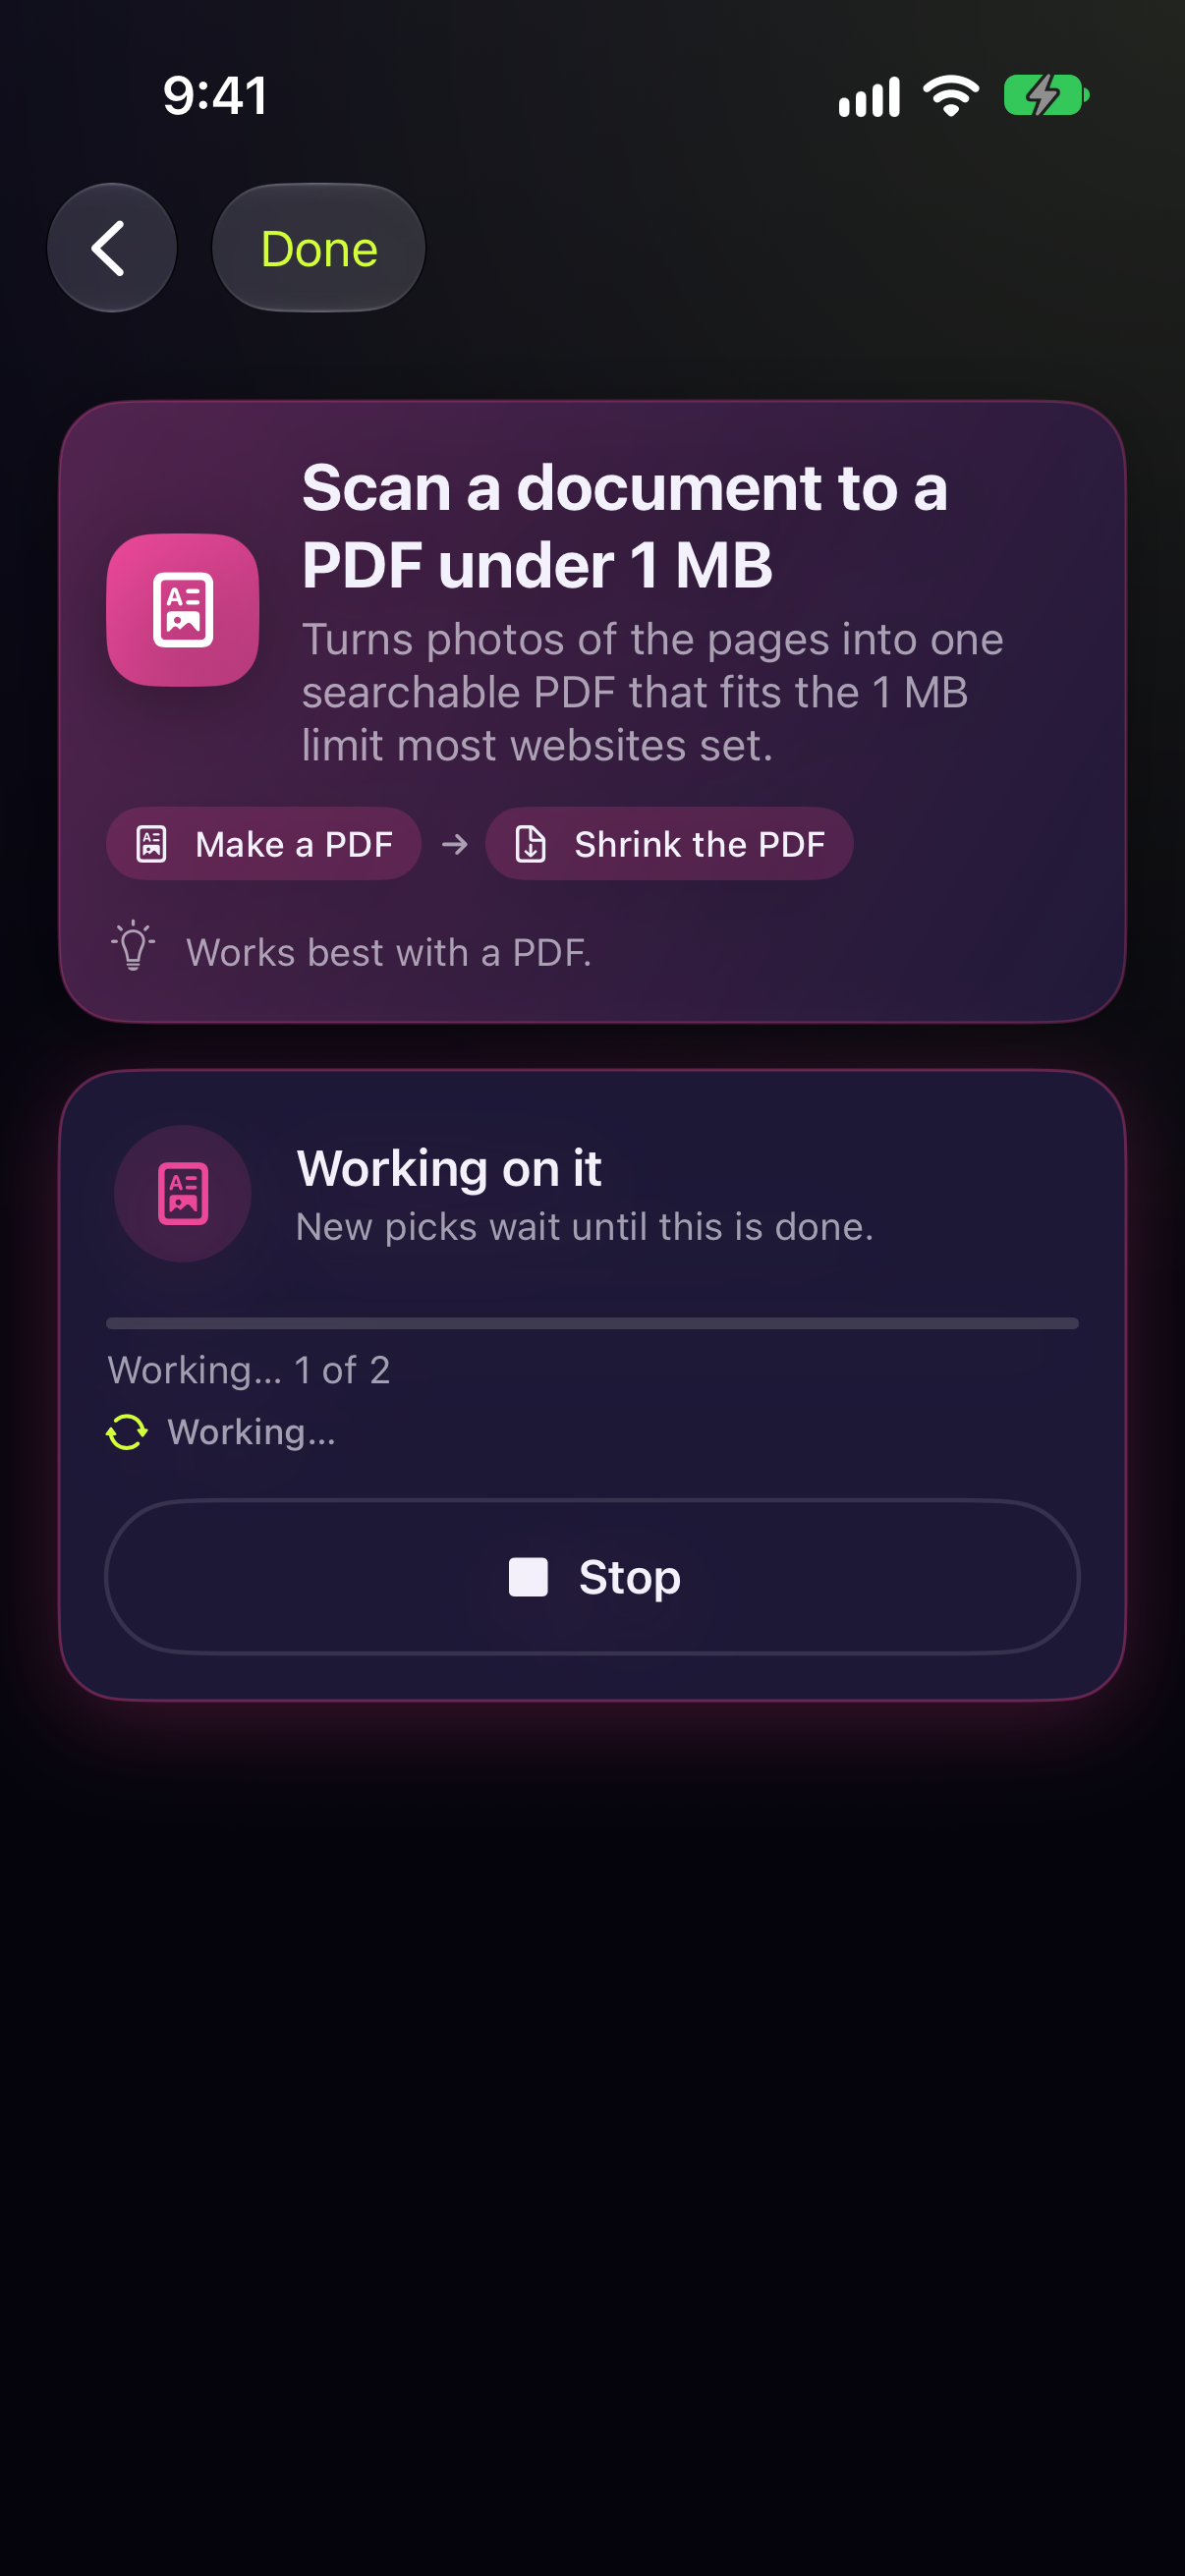 9:41
Done
Scan a document to a
PDF under 1 MB
Turns photos of the pages into one
searchable PDF that fits the 1 MB
limit most websites set.
Make a PDF → Shrink the PDF
Works best with a PDF.
Working on it
New picks wait until this is done.
Working... 1 of 2
Working...
Stop